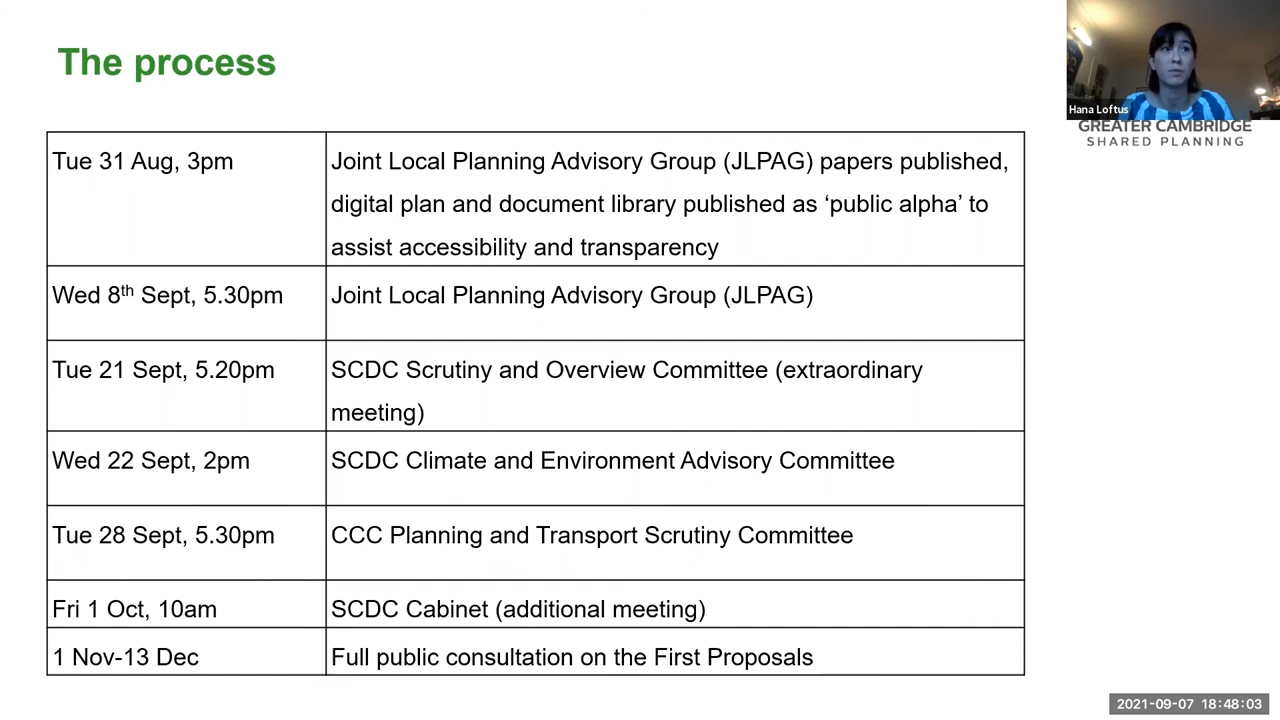 The process
Hana Loftus
GREATER CAMBRIDGE
SHARED PLANNING
Tue 31 Aug, 3pm
Joint Local Planning Advisory Group (JLPAG) papers published,
digital plan and document library published as ‘public alpha’ to
assist accessibility and transparency
Wed 8th Sept, 5.30pm
Joint Local Planning Advisory Group (JLPAG)
Tue 21 Sept, 5.20pm
SCDC Scrutiny and Overview Committee (extraordinary
meeting)
Wed 22 Sept, 2pm
SCDC Climate and Environment Advisory Committee
Tue 28 Sept, 5.30pm
CCC Planning and Transport Scrutiny Committee
Fri 1 Oct, 10am
SCDC Cabinet (additional meeting)
1 Nov-13 Dec
Full public consultation on the First Proposals
2021-09-07 18:48:03